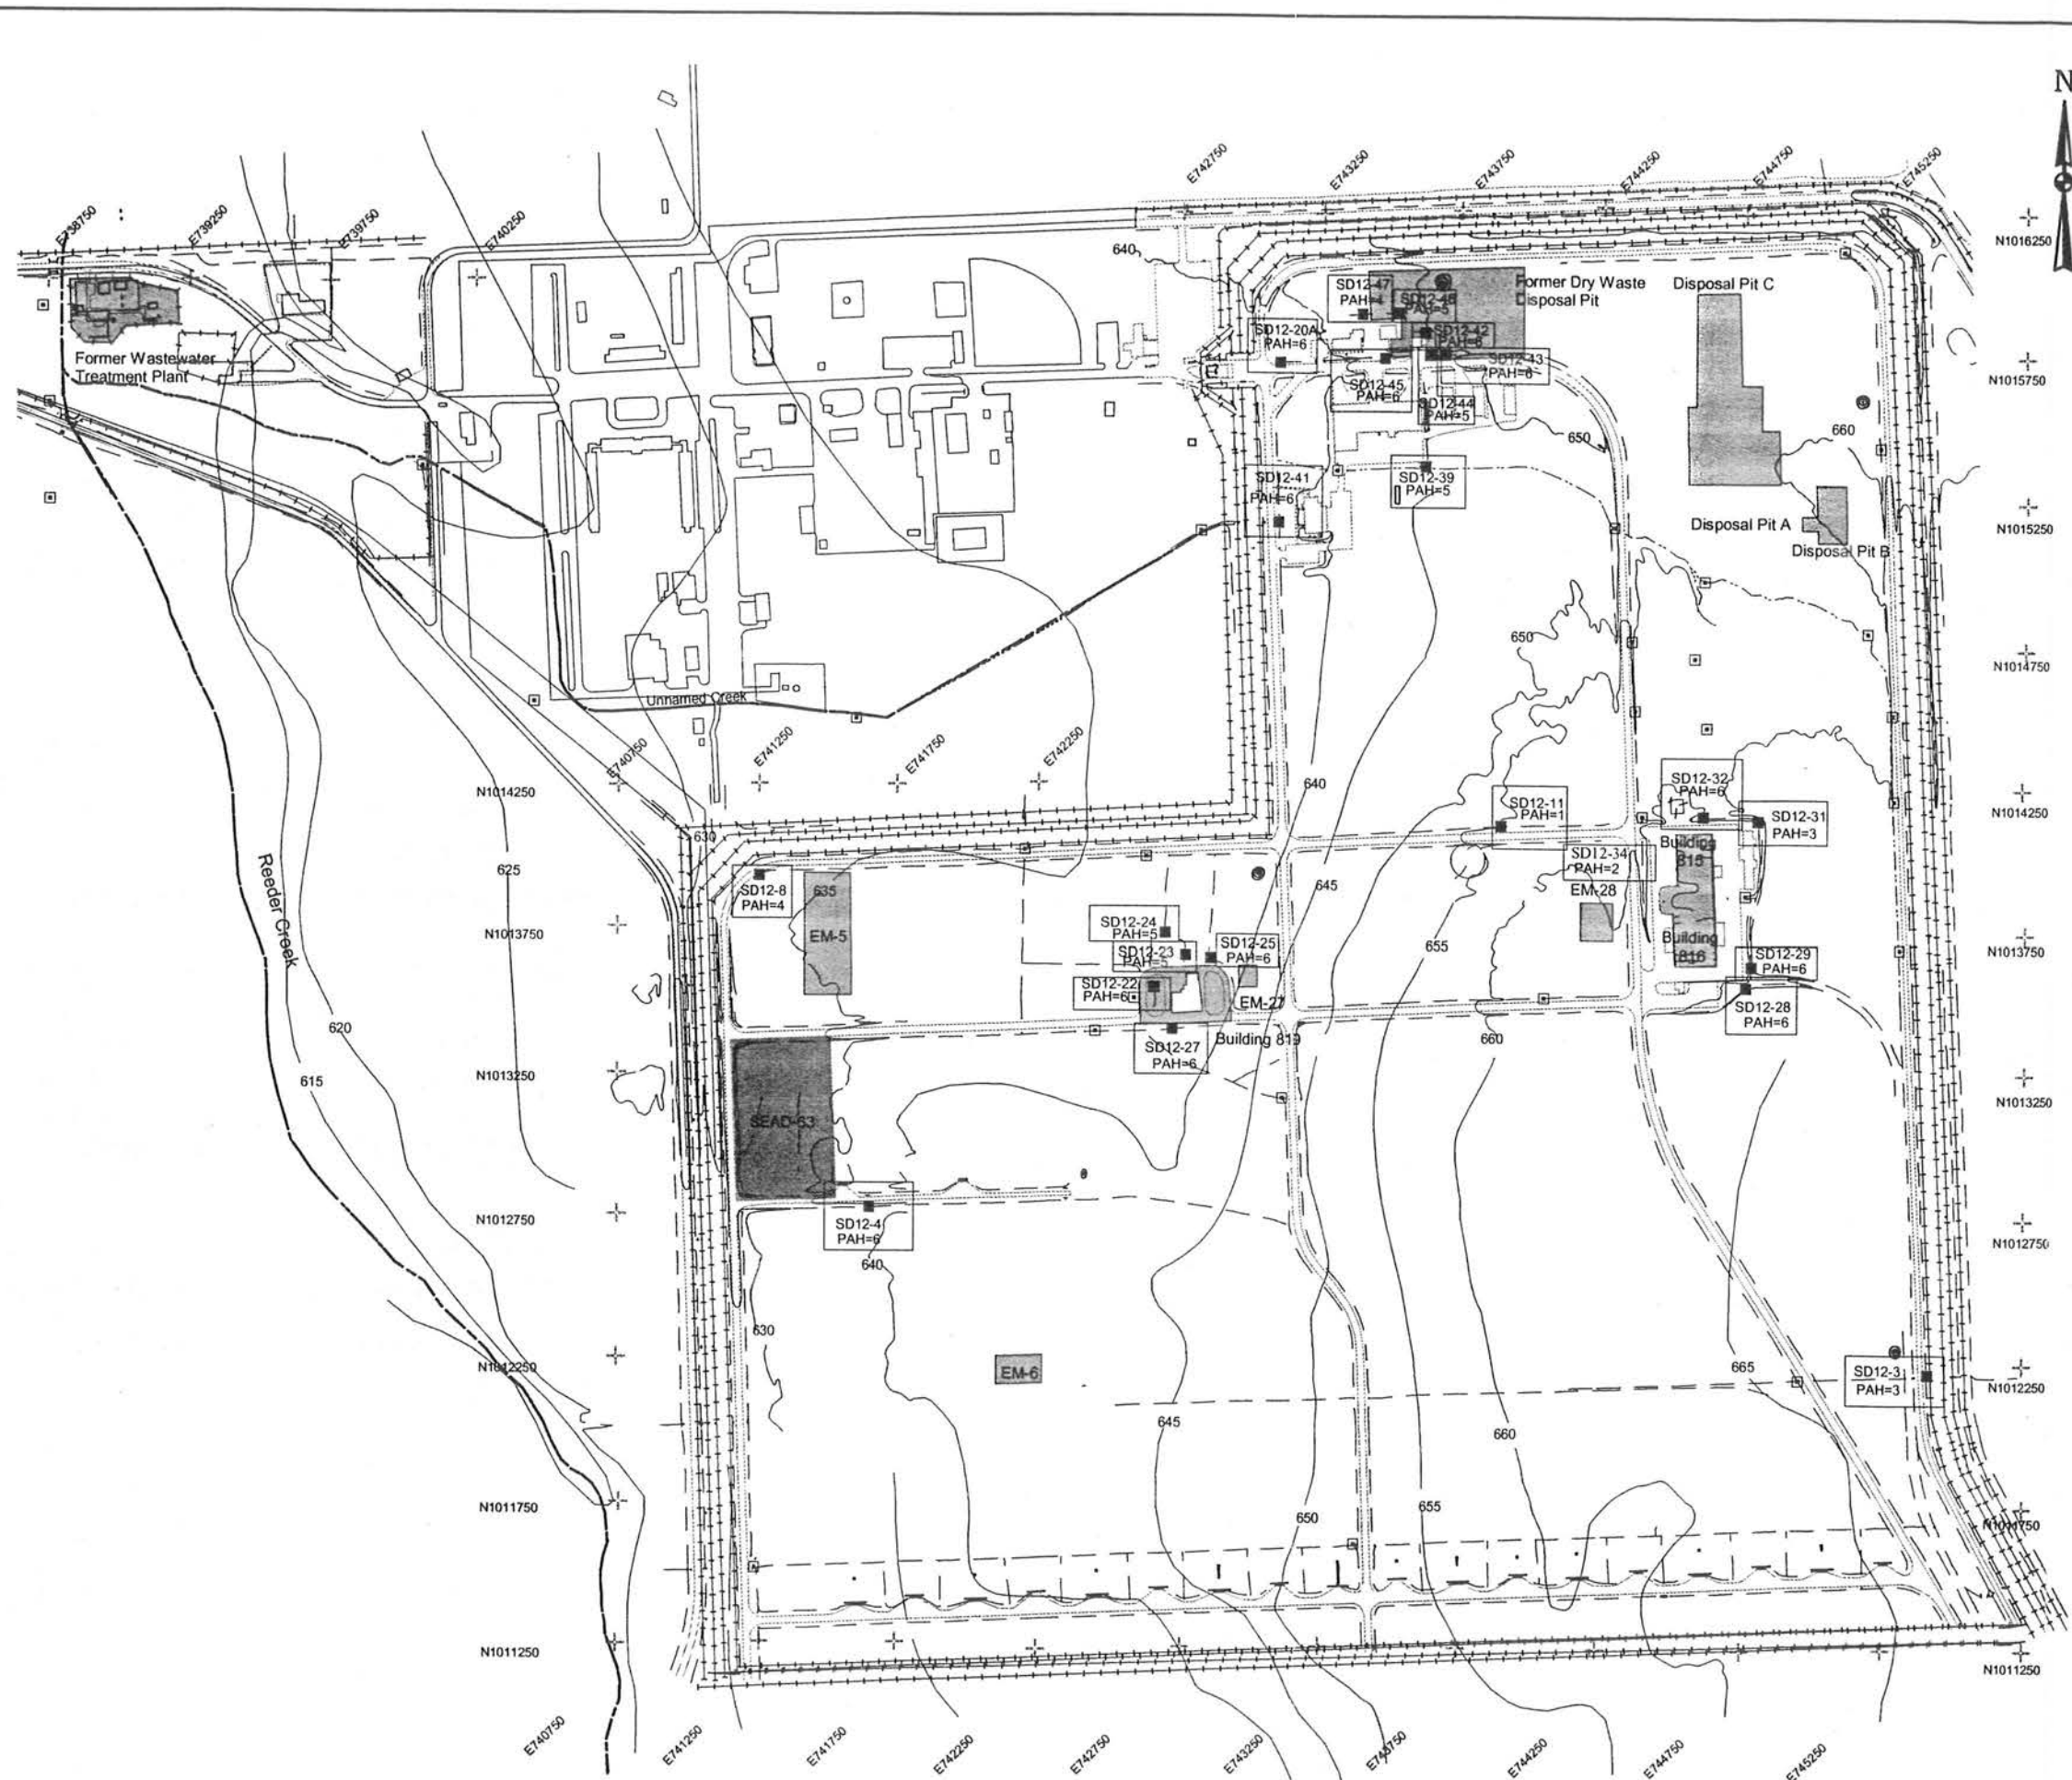 N
E738750
E739250
E739750
E740250
E742750
E743250
E743750
E744250
E744750
E745250
N1016250
640
SD12-47
PAH=4
PAH=5
Former Dry Waste
Disposal Pit
Disposal Pit C
SD12-20A
PAH=6
SD12-42
PAH=6
SD12-43
PAH=6
Former Wastewater
Treatment Plant
SD12-45
PAH=6
SD12-44
PAH=5
N1015750
650
660
SD12-41
PAH=6
SD12-39
PAH=5
Disposal Pit A
Disposal Pit B
N1015250
650
N1014750
Unnamed Creek
E740750
E741250
E741750
E742250
N1014250
640
SD12-32
PAH=6
SD12-11
PAH=1
SD12-31
PAH=3
N1014250
630
Building
815
SD12-34
PAH=2
EM-28
Reeder Creek
625
SD12-8
PAH=4
635
645
N1013750
EM-5
SD12-24
PAH=5
SD12-23
PAH=5
SD12-25
PAH=6
655
Building
816
N1013750
SD12-29
PAH=6
SD12-22
PAH=6
EM-27
SD12-28
PAH=6
620
SD12-27
PAH=6
Building 819
660
615
N1013250
N1013250
SEAD-63
N1012750
SD12-4
PAH=6
N1012750
640
630
N1012250
EM-6
665
SD12-3
PAH=3
N1012250
645
660
N1011750
650
655
N1011750
N1011250
N1011250
E740750
E741250
E741750
E742250
E742750
E743250
E743750
E744250
E744750
E745250